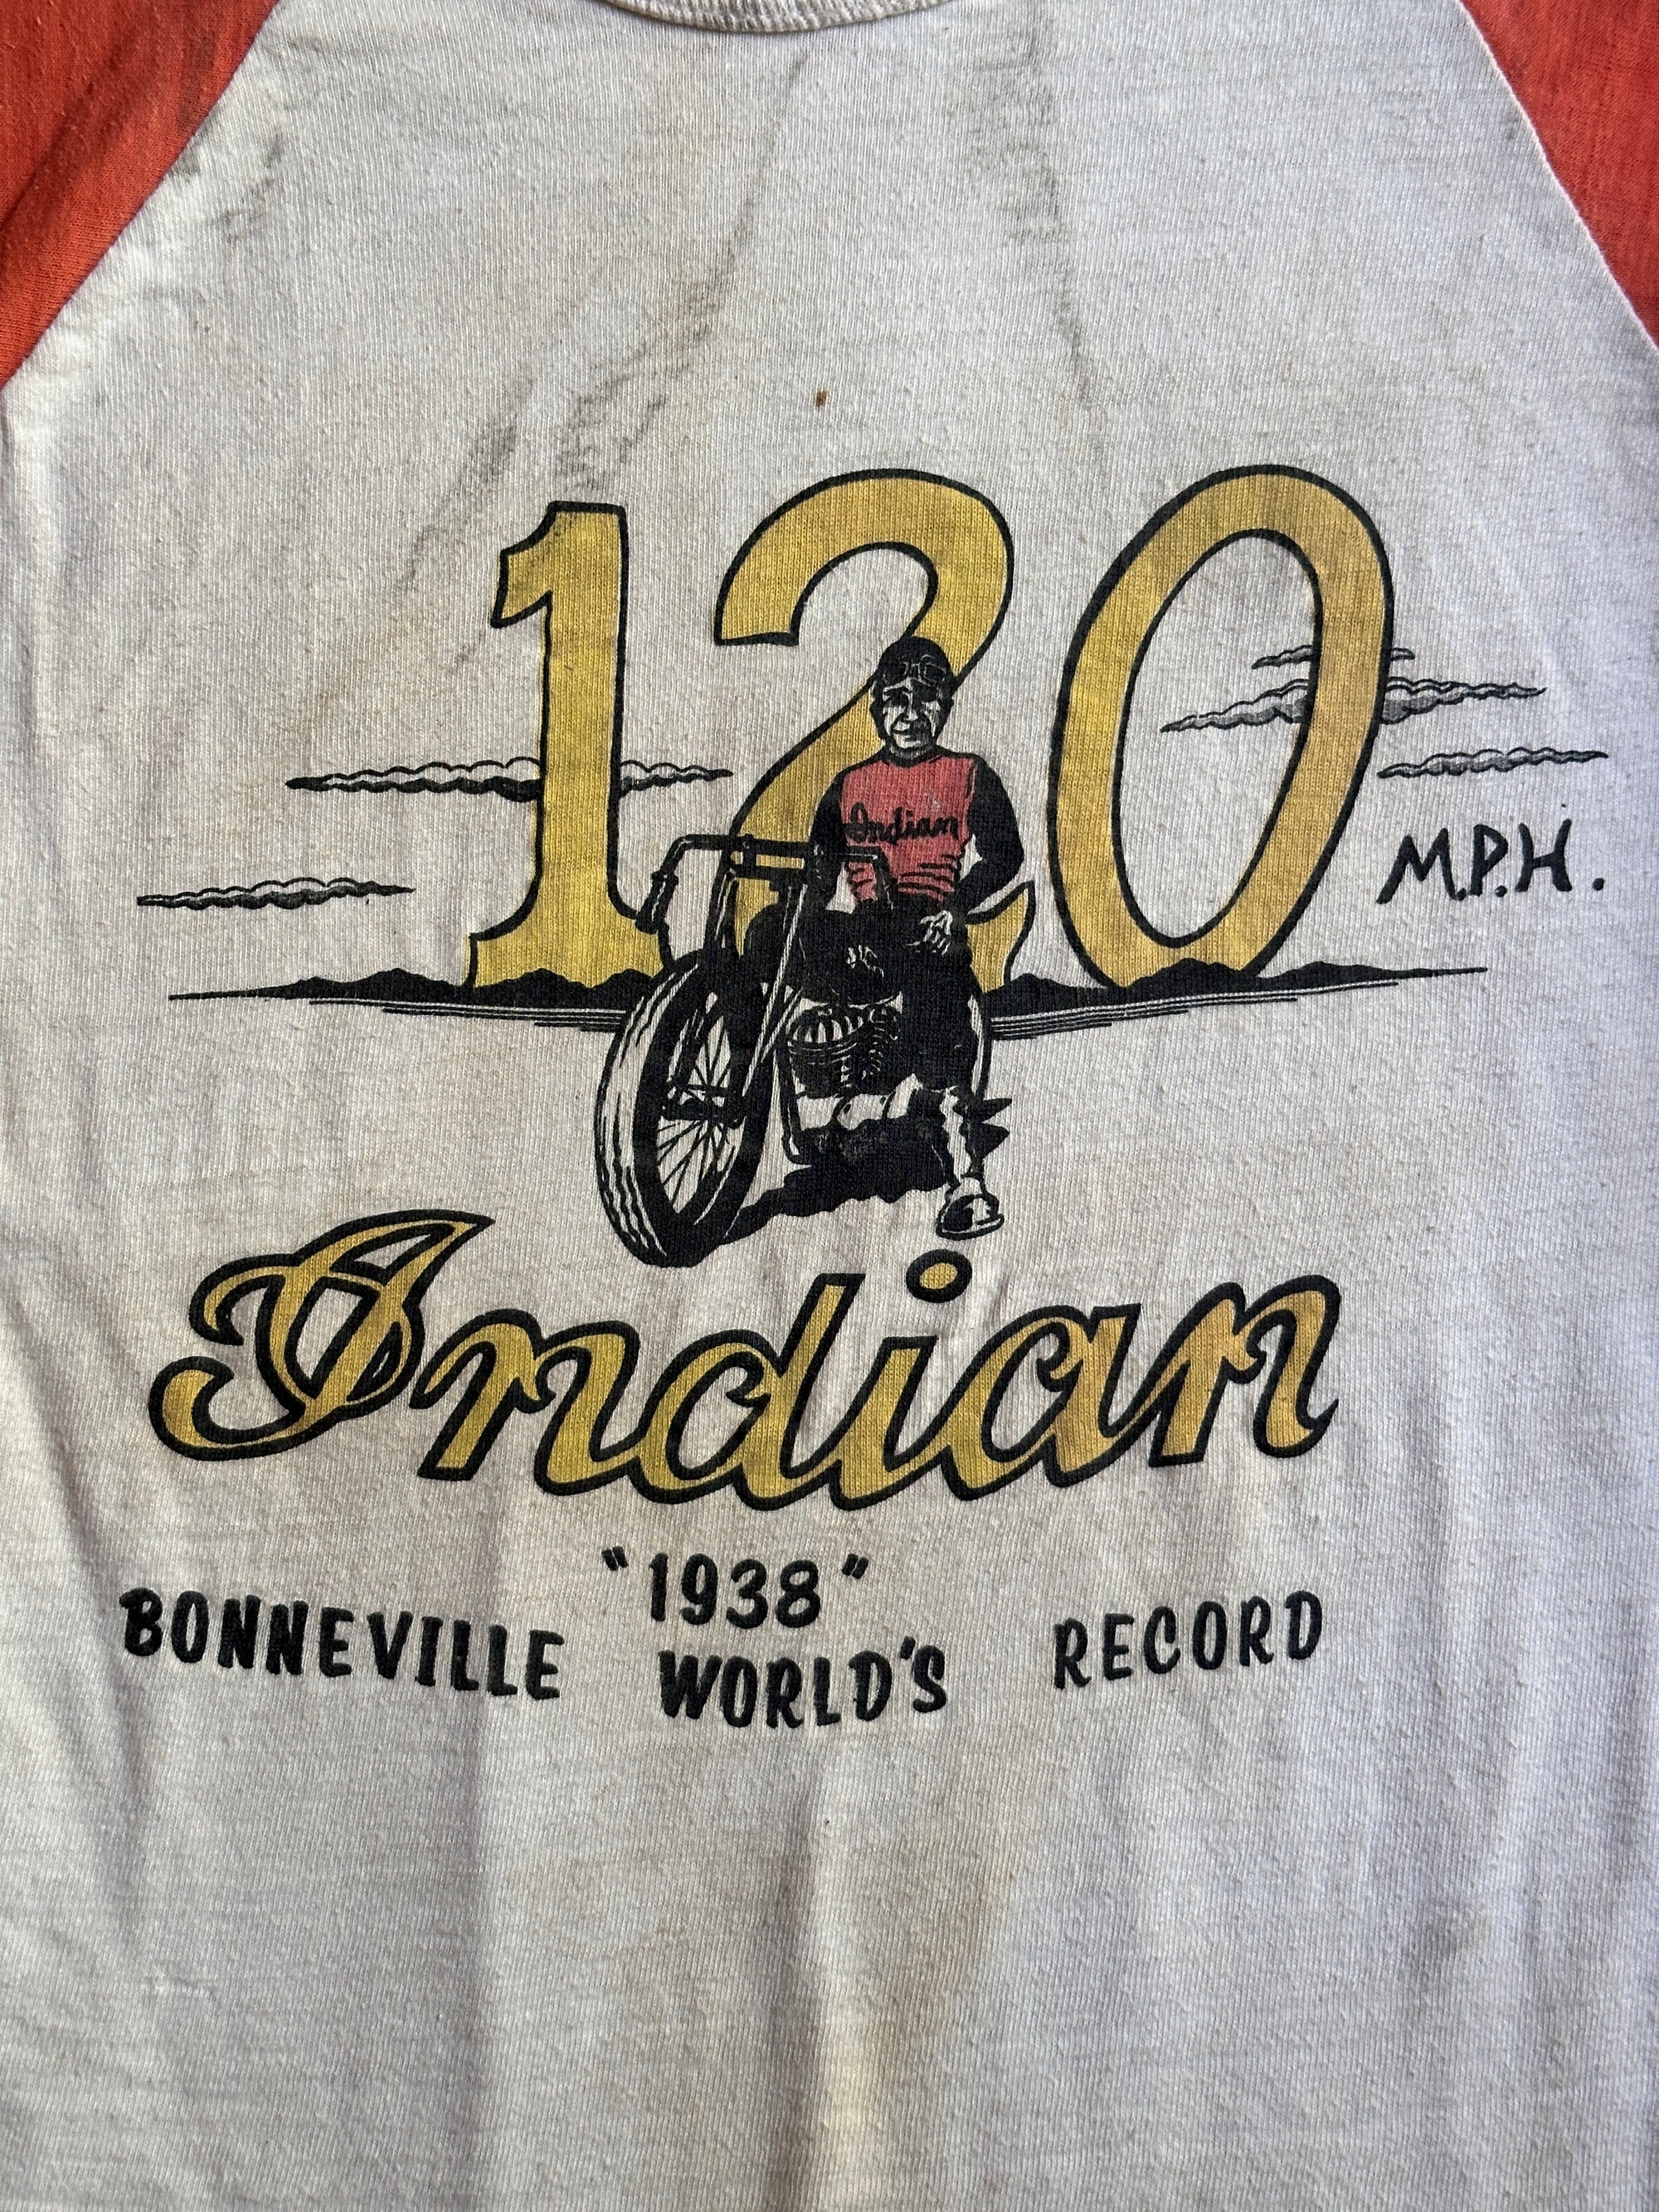 120
M.P.H.
Indian
Indian
"1938"
BONNEVILLE WORLD'S RECORD